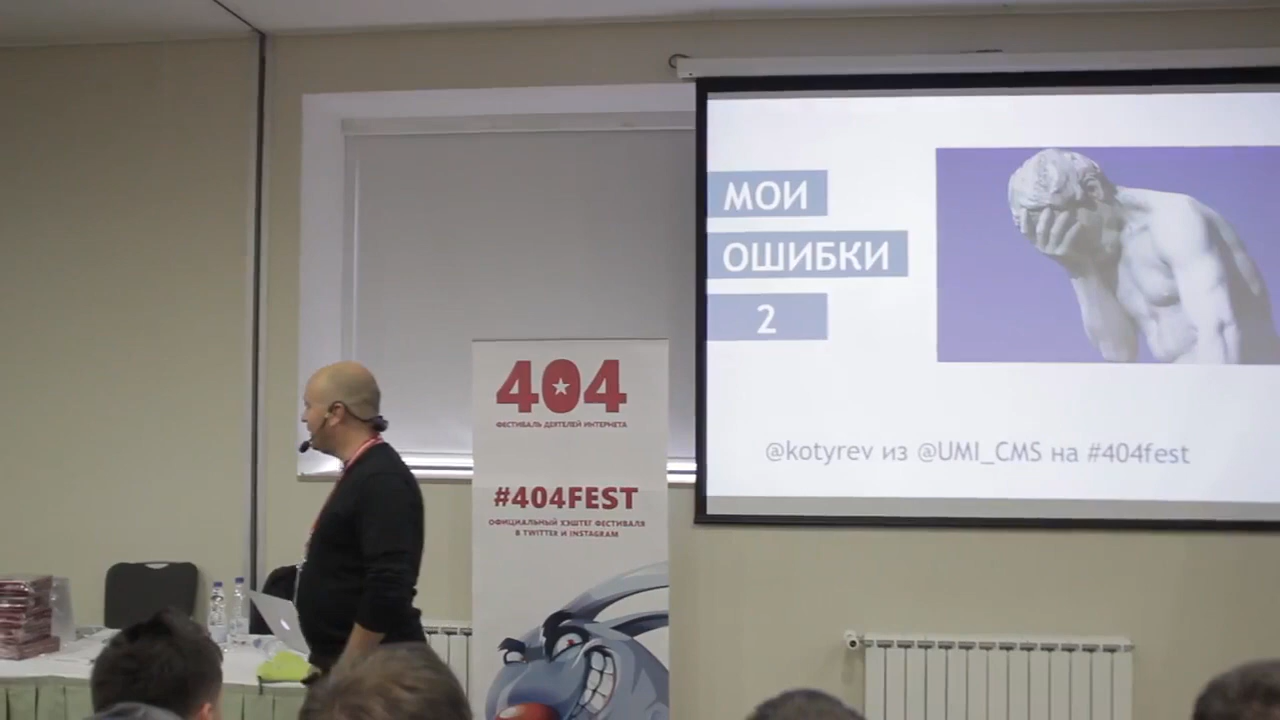 МОИ
ОШИБКИ
2
@kotyrev из @UMI_CMS на #404fest
404
ФЕСТИВАЛЬ ДЕЯТЕЛЕЙ ИНТЕРНЕТА
#404FEST
ОФИЦИАЛЬНЫЙ ХЭШТЕГ ФЕСТИВАЛЯ
В TWITTER И INSTAGRAM